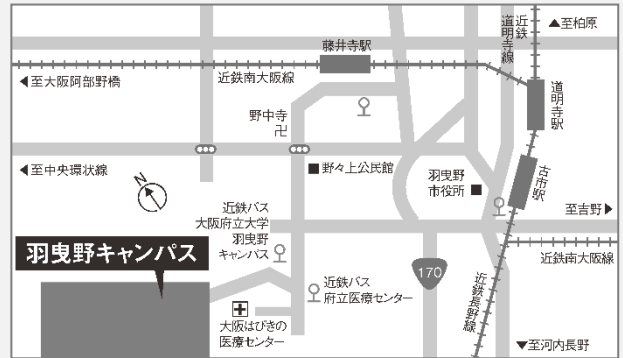 ▲至柏原
近鉄
道明寺線
藤井寺駅
◀至大阪阿部野橋
近鉄南大阪線
道明寺駅
野中寺
卍
◀至中央環状線
■野々上公民館
羽曳野
市役所
古市駅
N
近鉄バス
大阪府立大学
羽曳野
キャンパス
至吉野▶
羽曳野キャンパス
近鉄バス
府立医療センター
170
近鉄南大阪線
近鉄長野線
大阪はびきの
医療センター
▼至河内長野